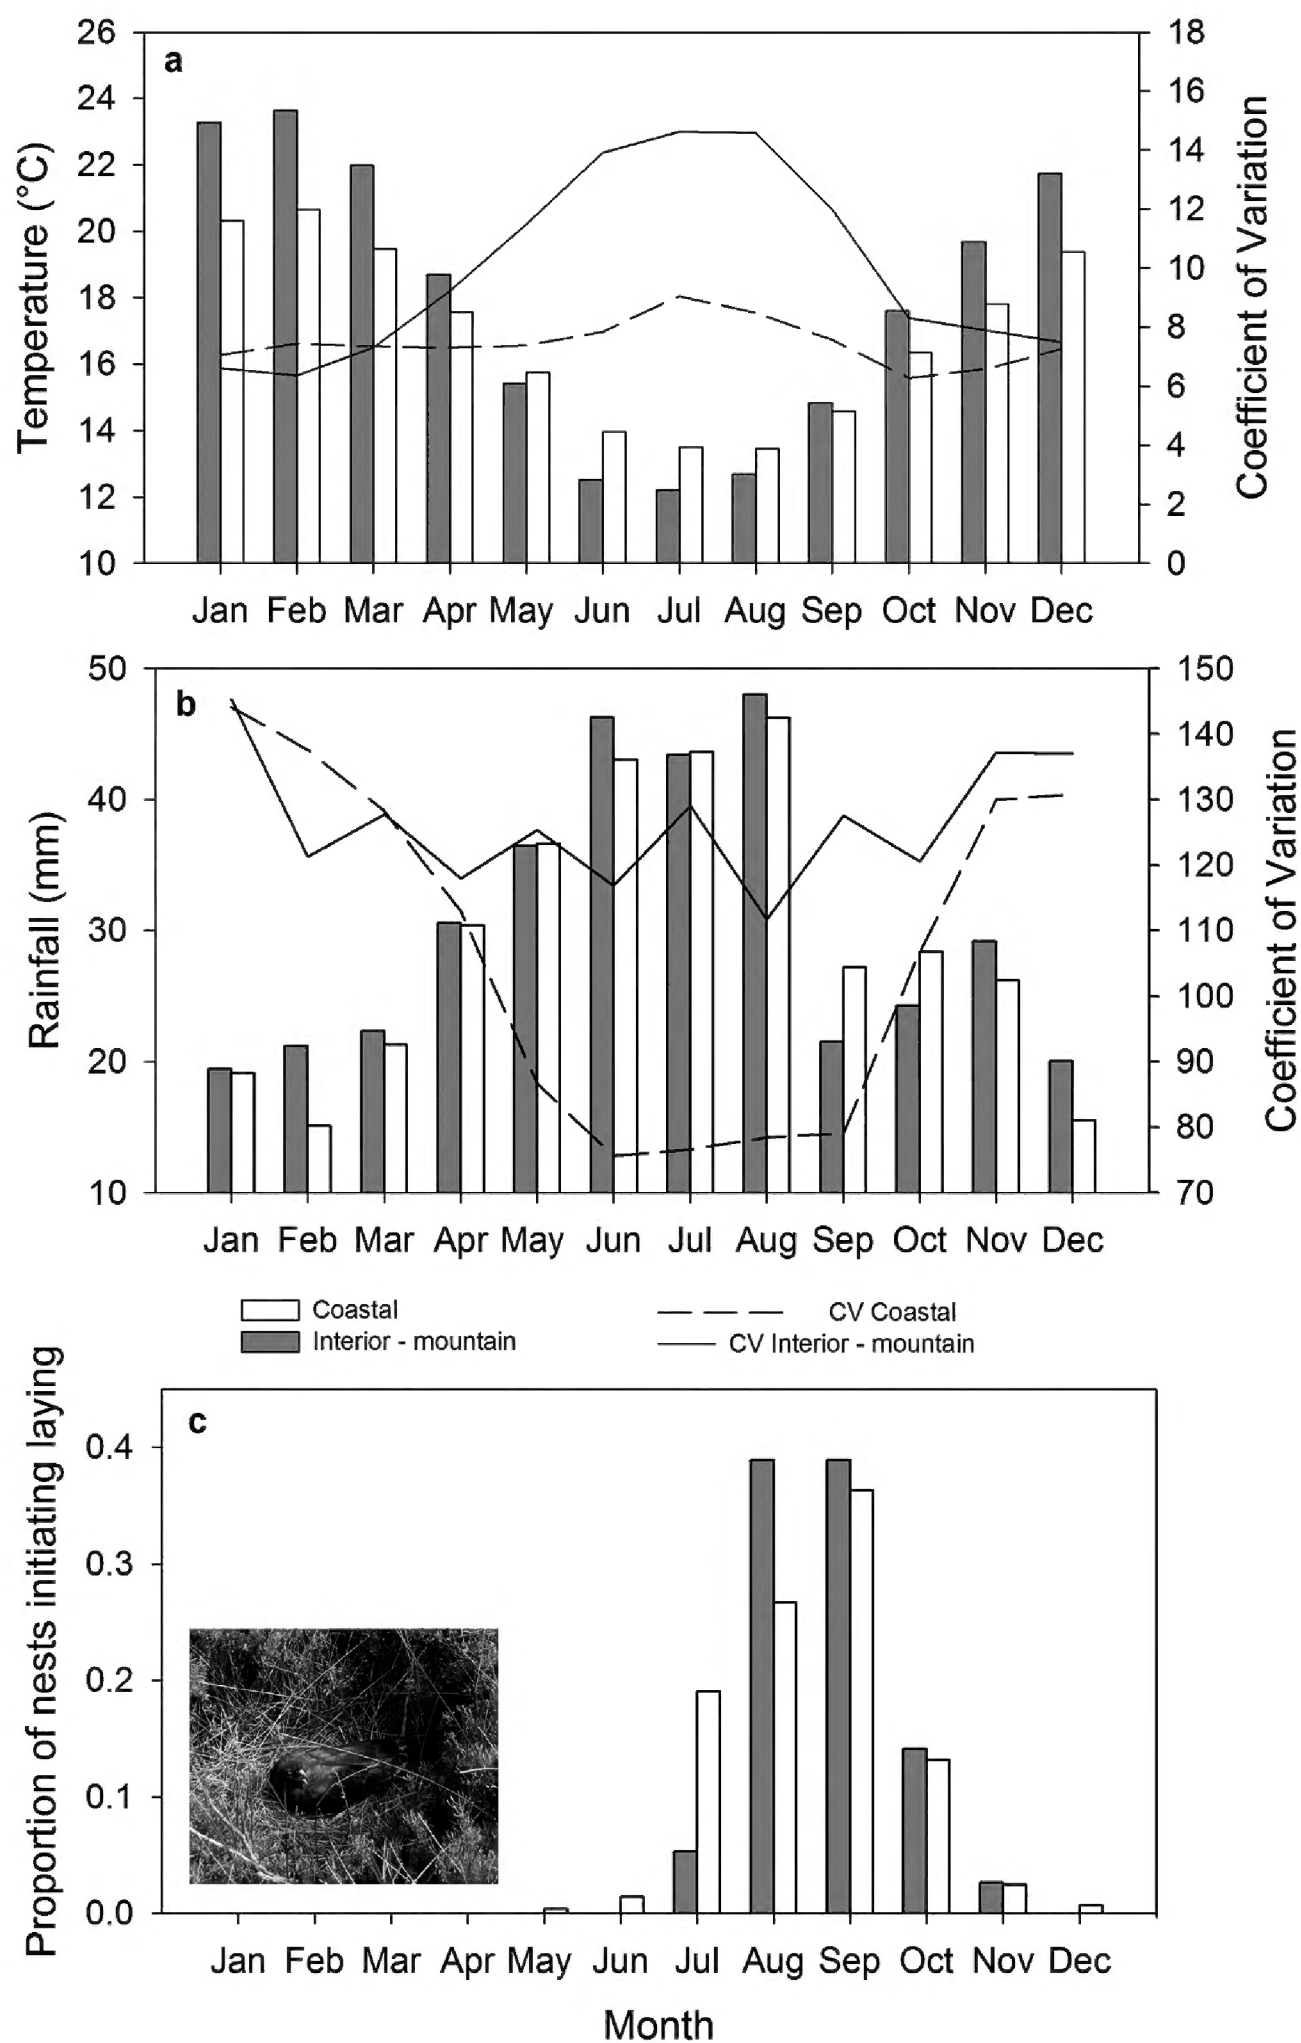 a
Temperature (°C)
26
24
22
20
18
16
14
12
10
Coefficient of Variation
18
16
14
12
10
8
6
4
2
0
Jan Feb Mar Apr May Jun Jul Aug Sep Oct Nov Dec
b
Rainfall (mm)
50
40
30
20
10
Coefficient of Variation
150
140
130
120
110
100
90
80
70
Jan Feb Mar Apr May Jun Jul Aug Sep Oct Nov Dec
Coastal
Interior - mountain
CV Coastal
CV Interior - mountain
c
Proportion of nests initiating laying
0.4
0.3
0.2
0.1
0.0
Jan Feb Mar Apr May Jun Jul Aug Sep Oct Nov Dec
Month